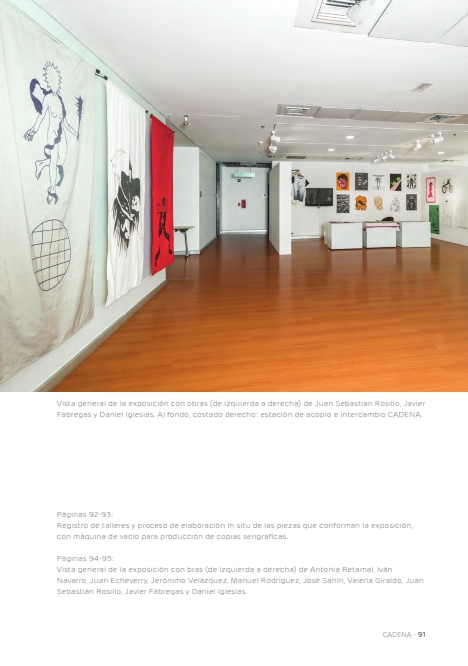 Vista general de la exposición con obras (de izquierda a derecha) de Juan Sebastian Rosillo, Javier
Fabregas y Daniel Iglesias. Al fondo, costado derecho: estación de acopio e intercambio CADENA.
Páginas 92-93:
Registro de talleres y proceso de elaboración in situ de las piezas que conforman la exposición,
con máquina de vacio para producción de copias serigraficas.
Páginas 94-95:
Vista general de la exposición con bras (de izquierda a derecha) de Antonia Retamal, Iván
Navarro, Juan Echeverry, Jerónimo Velázquez, Manuel Rodríguez, José Sanín, Valeria Giraldo, Juan
Sebastián Rosillo, Javier Fábregas y Daniel Iglesias.
CADENA - 91